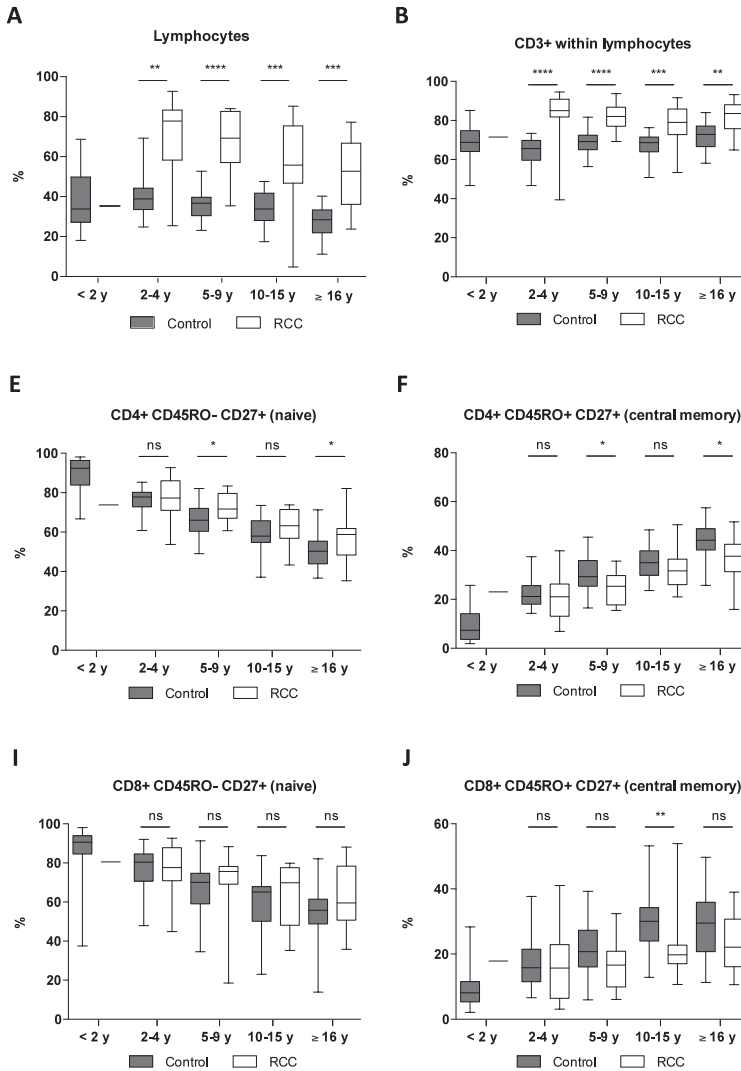 A
Lymphocytes
** **** *** ***
100
80
60
40
20
0
%
< 2 y 2-4 y 5-9 y 10-15 y ≥ 16 y
Control RCC
B
CD3+ within lymphocytes
**** **** *** **
100
80
60
40
20
0
%
< 2 y 2-4 y 5-9 y 10-15 y ≥ 16 y
Control RCC
E
CD4+ CD45RO- CD27+ (naive)
ns * ns *
100
80
60
40
20
0
%
< 2 y 2-4 y 5-9 y 10-15 y ≥ 16 y
Control RCC
F
CD4+ CD45RO+ CD27+ (central memory)
ns * ns *
80
60
40
20
0
%
< 2 y 2-4 y 5-9 y 10-15 y ≥ 16 y
Control RCC
I
CD8+ CD45RO- CD27+ (naive)
ns ns ns ns
100
80
60
40
20
0
%
< 2 y 2-4 y 5-9 y 10-15 y ≥ 16 y
Control RCC
J
CD8+ CD45RO+ CD27+ (central memory)
ns ns ** ns
60
40
20
0
%
< 2 y 2-4 y 5-9 y 10-15 y ≥ 16 y
Control RCC